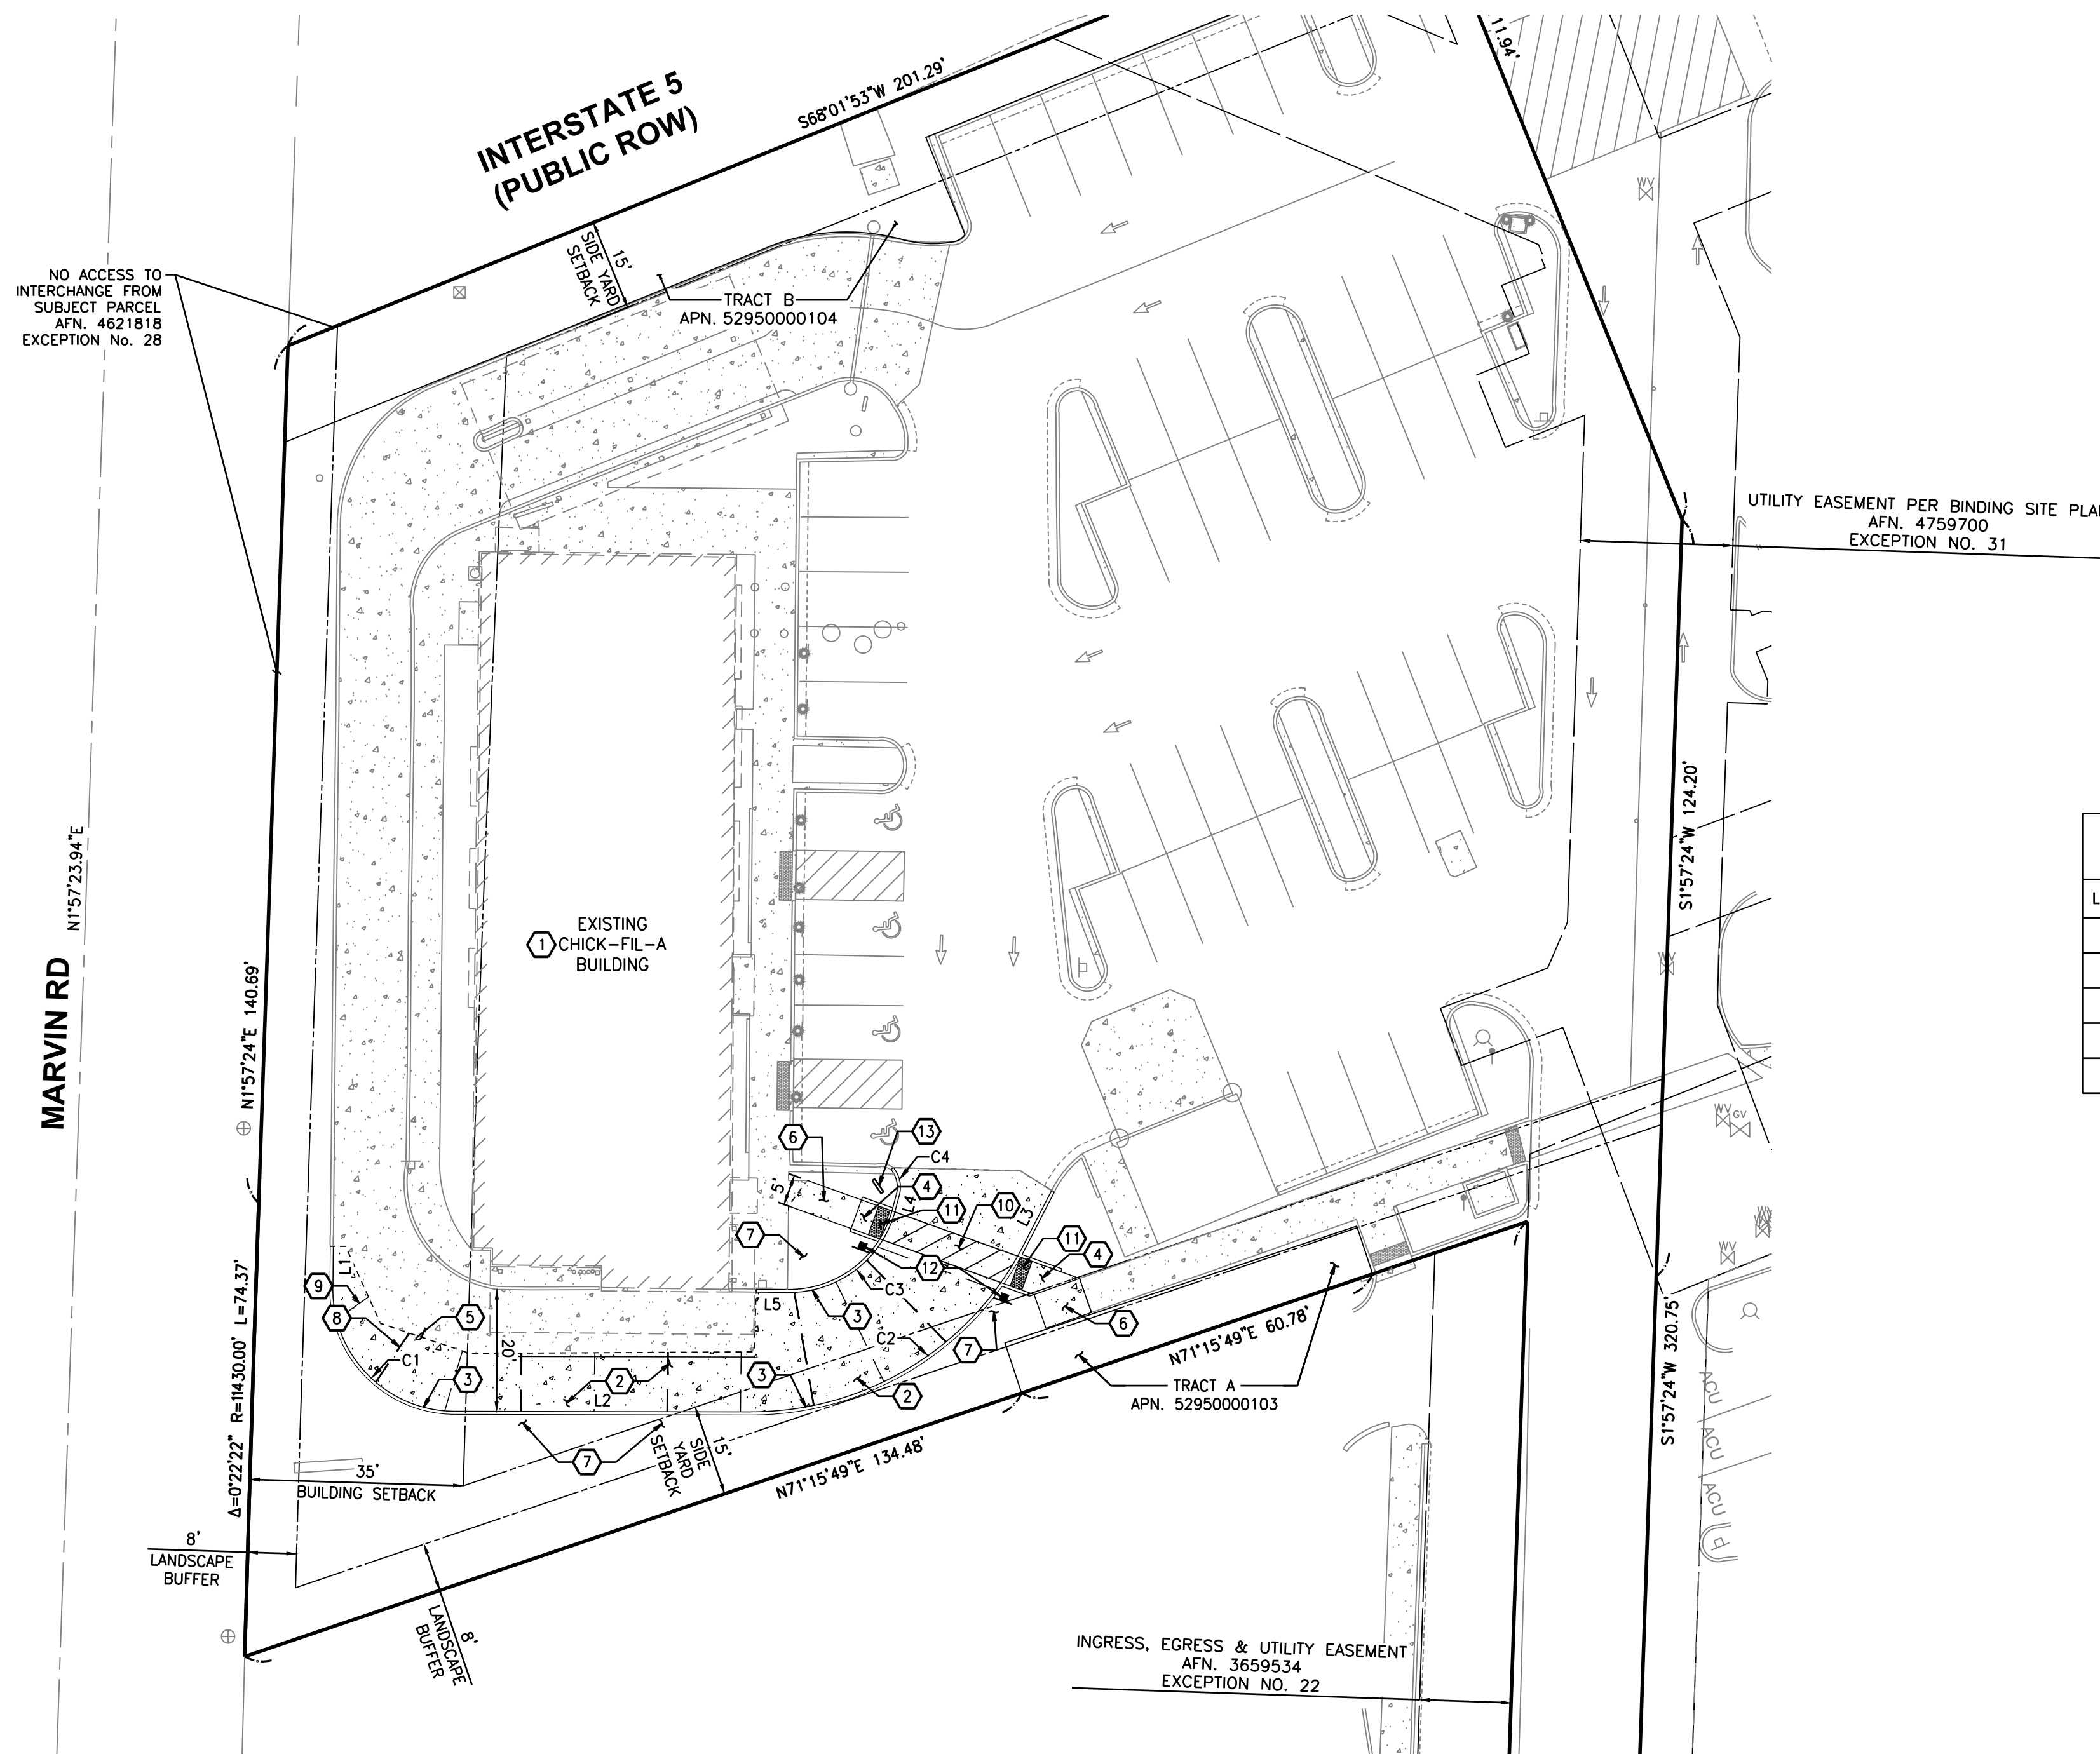 INTERSTATE 5
(PUBLIC ROW)
S68°01'53"W 201.29'
11.94'
NO ACCESS TO
INTERCHANGE FROM
SUBJECT PARCEL
AFN. 4621818
EXCEPTION No. 28
15'
SIDE YARD
SETBACK
TRACT B
APN. 52950000104
WV
UTILITY EASEMENT PER BINDING SITE
AFN. 4759700
EXCEPTION NO. 31
N1°57'23.94"E
MARVIN RD
N1°57'24"E 140.69'
S1°57'24"W 124.20'
L
1
EXISTING
CHICK-FIL-A
BUILDING
WV
WV
GV
6
13
C4
5'
4
L4
11
10
L3
7
11
4
12
WV
L1
9
8
5
C1
20'
L5
C3
3
C2
6
7
3
2
L2
3
2
7
N71°15'49"E 60.78'
TRACT A
APN. 52950000103
S1°57'24"W 320.75'
ACU
ACU
ACU
Δ=0°22'22" R=11430.00' L=74.37'
35'
BUILDING SETBACK
15'
SIDE
YARD
SETBACK
N71°15'49"E 134.48'
8'
LANDSCAPE
BUFFER
8'
LANDSCAPE
BUFFER
INGRESS, EGRESS & UTILITY EASEMENT
AFN. 3659534
EXCEPTION NO. 22